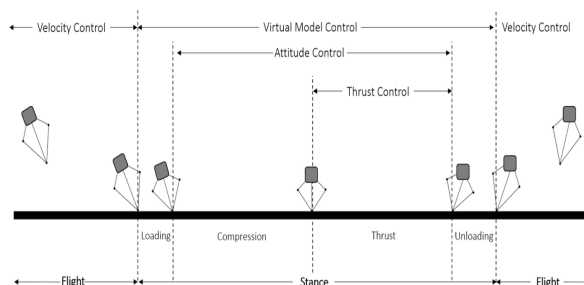 Velocity Control Virtual Model Control Velocity Control
Attitude Control
Thrust Control
Loading Compression Thrust Unloading
Flight Stance Flight